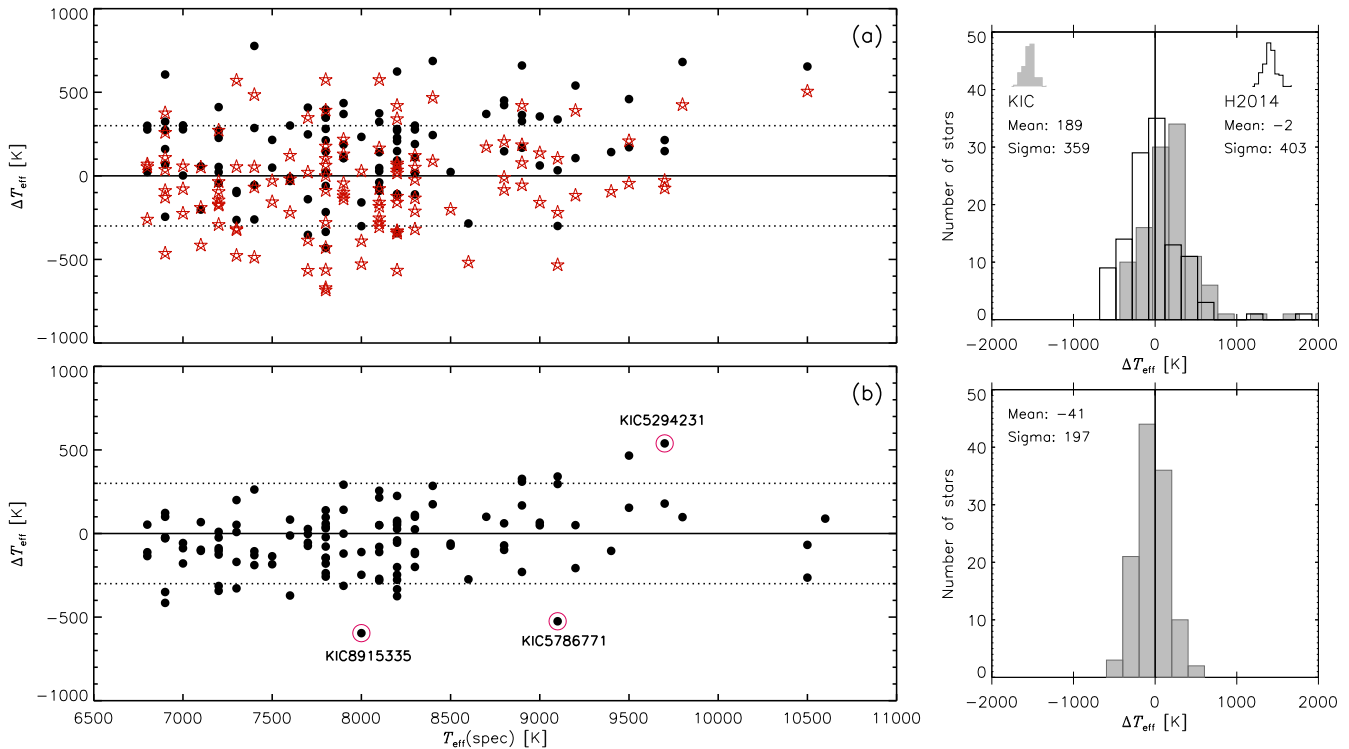 1000
500
0
−500
−1000
ΔTeff [K]
(a)
1000
500
0
−500
−1000
ΔTeff [K]
(b)
KIC5294231
KIC8915335
KIC5786771
6500 7000 7500 8000 8500 9000 9500 10000 10500 11000
Teff(spec) [K]
50
40
30
20
10
0
Number of stars
KIC
Mean: 189
Sigma: 359
H2014
Mean: −2
Sigma: 403
−2000 −1000 0 1000 2000
ΔTeff [K]
50
40
30
20
10
0
Number of stars
Mean: −41
Sigma: 197
−2000 −1000 0 1000 2000
ΔTeff [K]